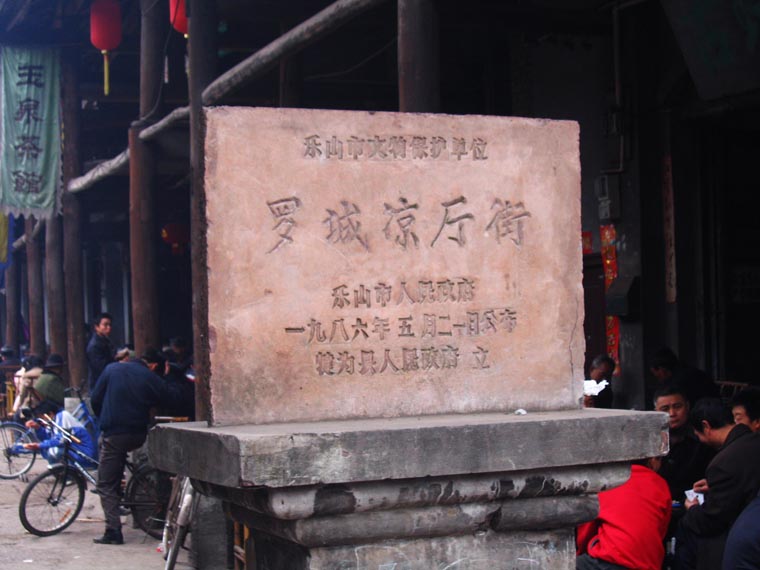 玉泉茶馆
乐山市文物保护单位
罗城凉厅街
乐山市人民政府
一九八六年五月二十日公布
犍为县人民政府 立